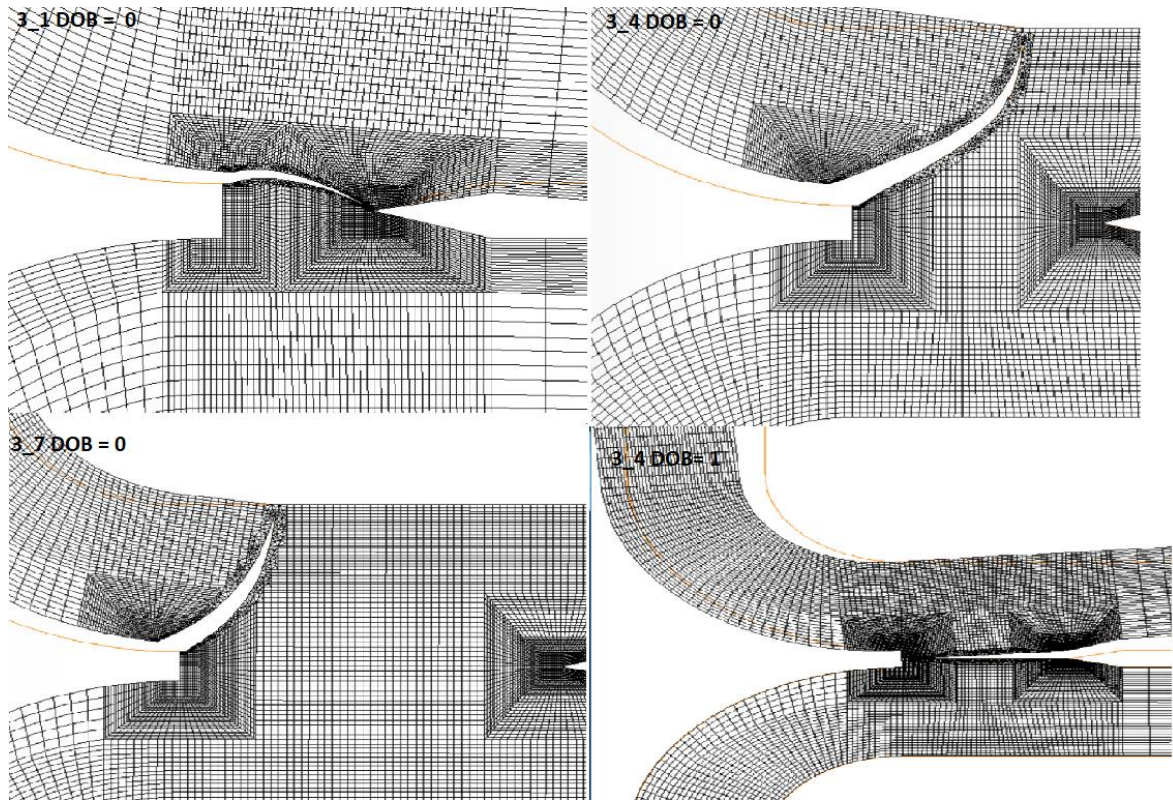 3_1 DOB = 0
3_4 DOB = 0
3_7 DOB = 0
3_4 DOB= 1